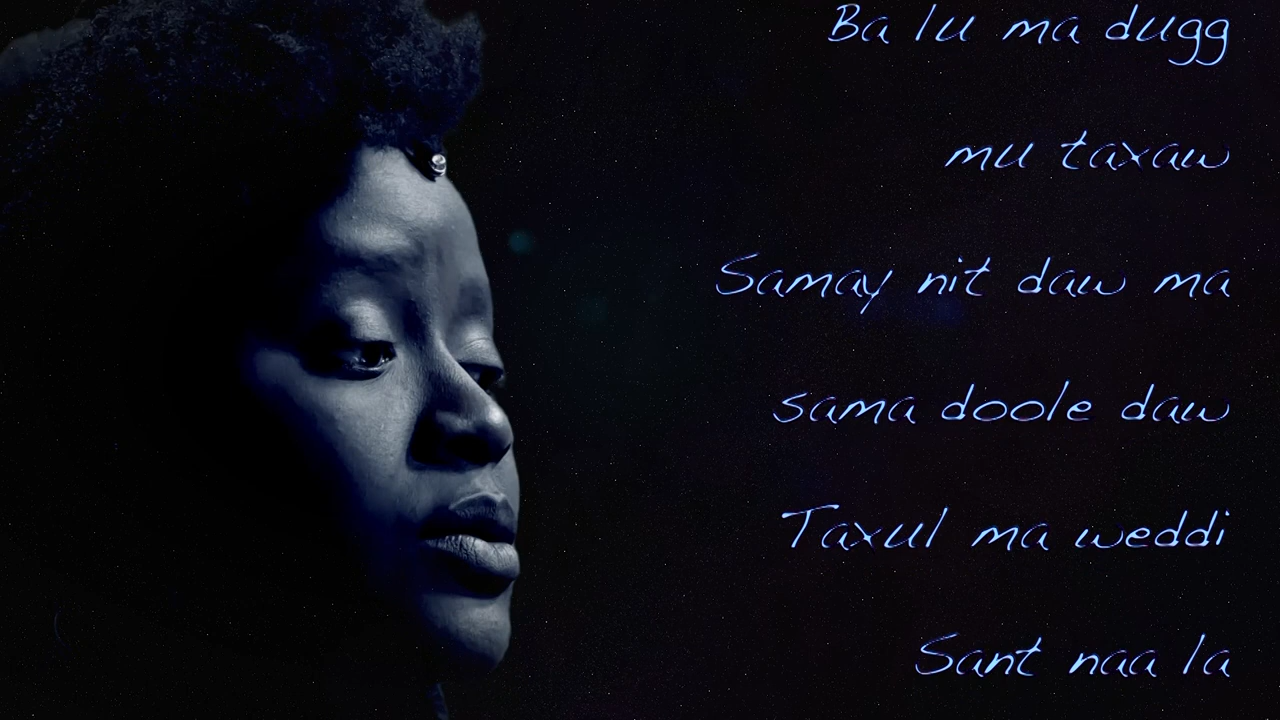 Ba lu ma dugg
mu taxaw
Samay nit daw ma
sama doole daw
Taxul ma weddi
Sant naa la